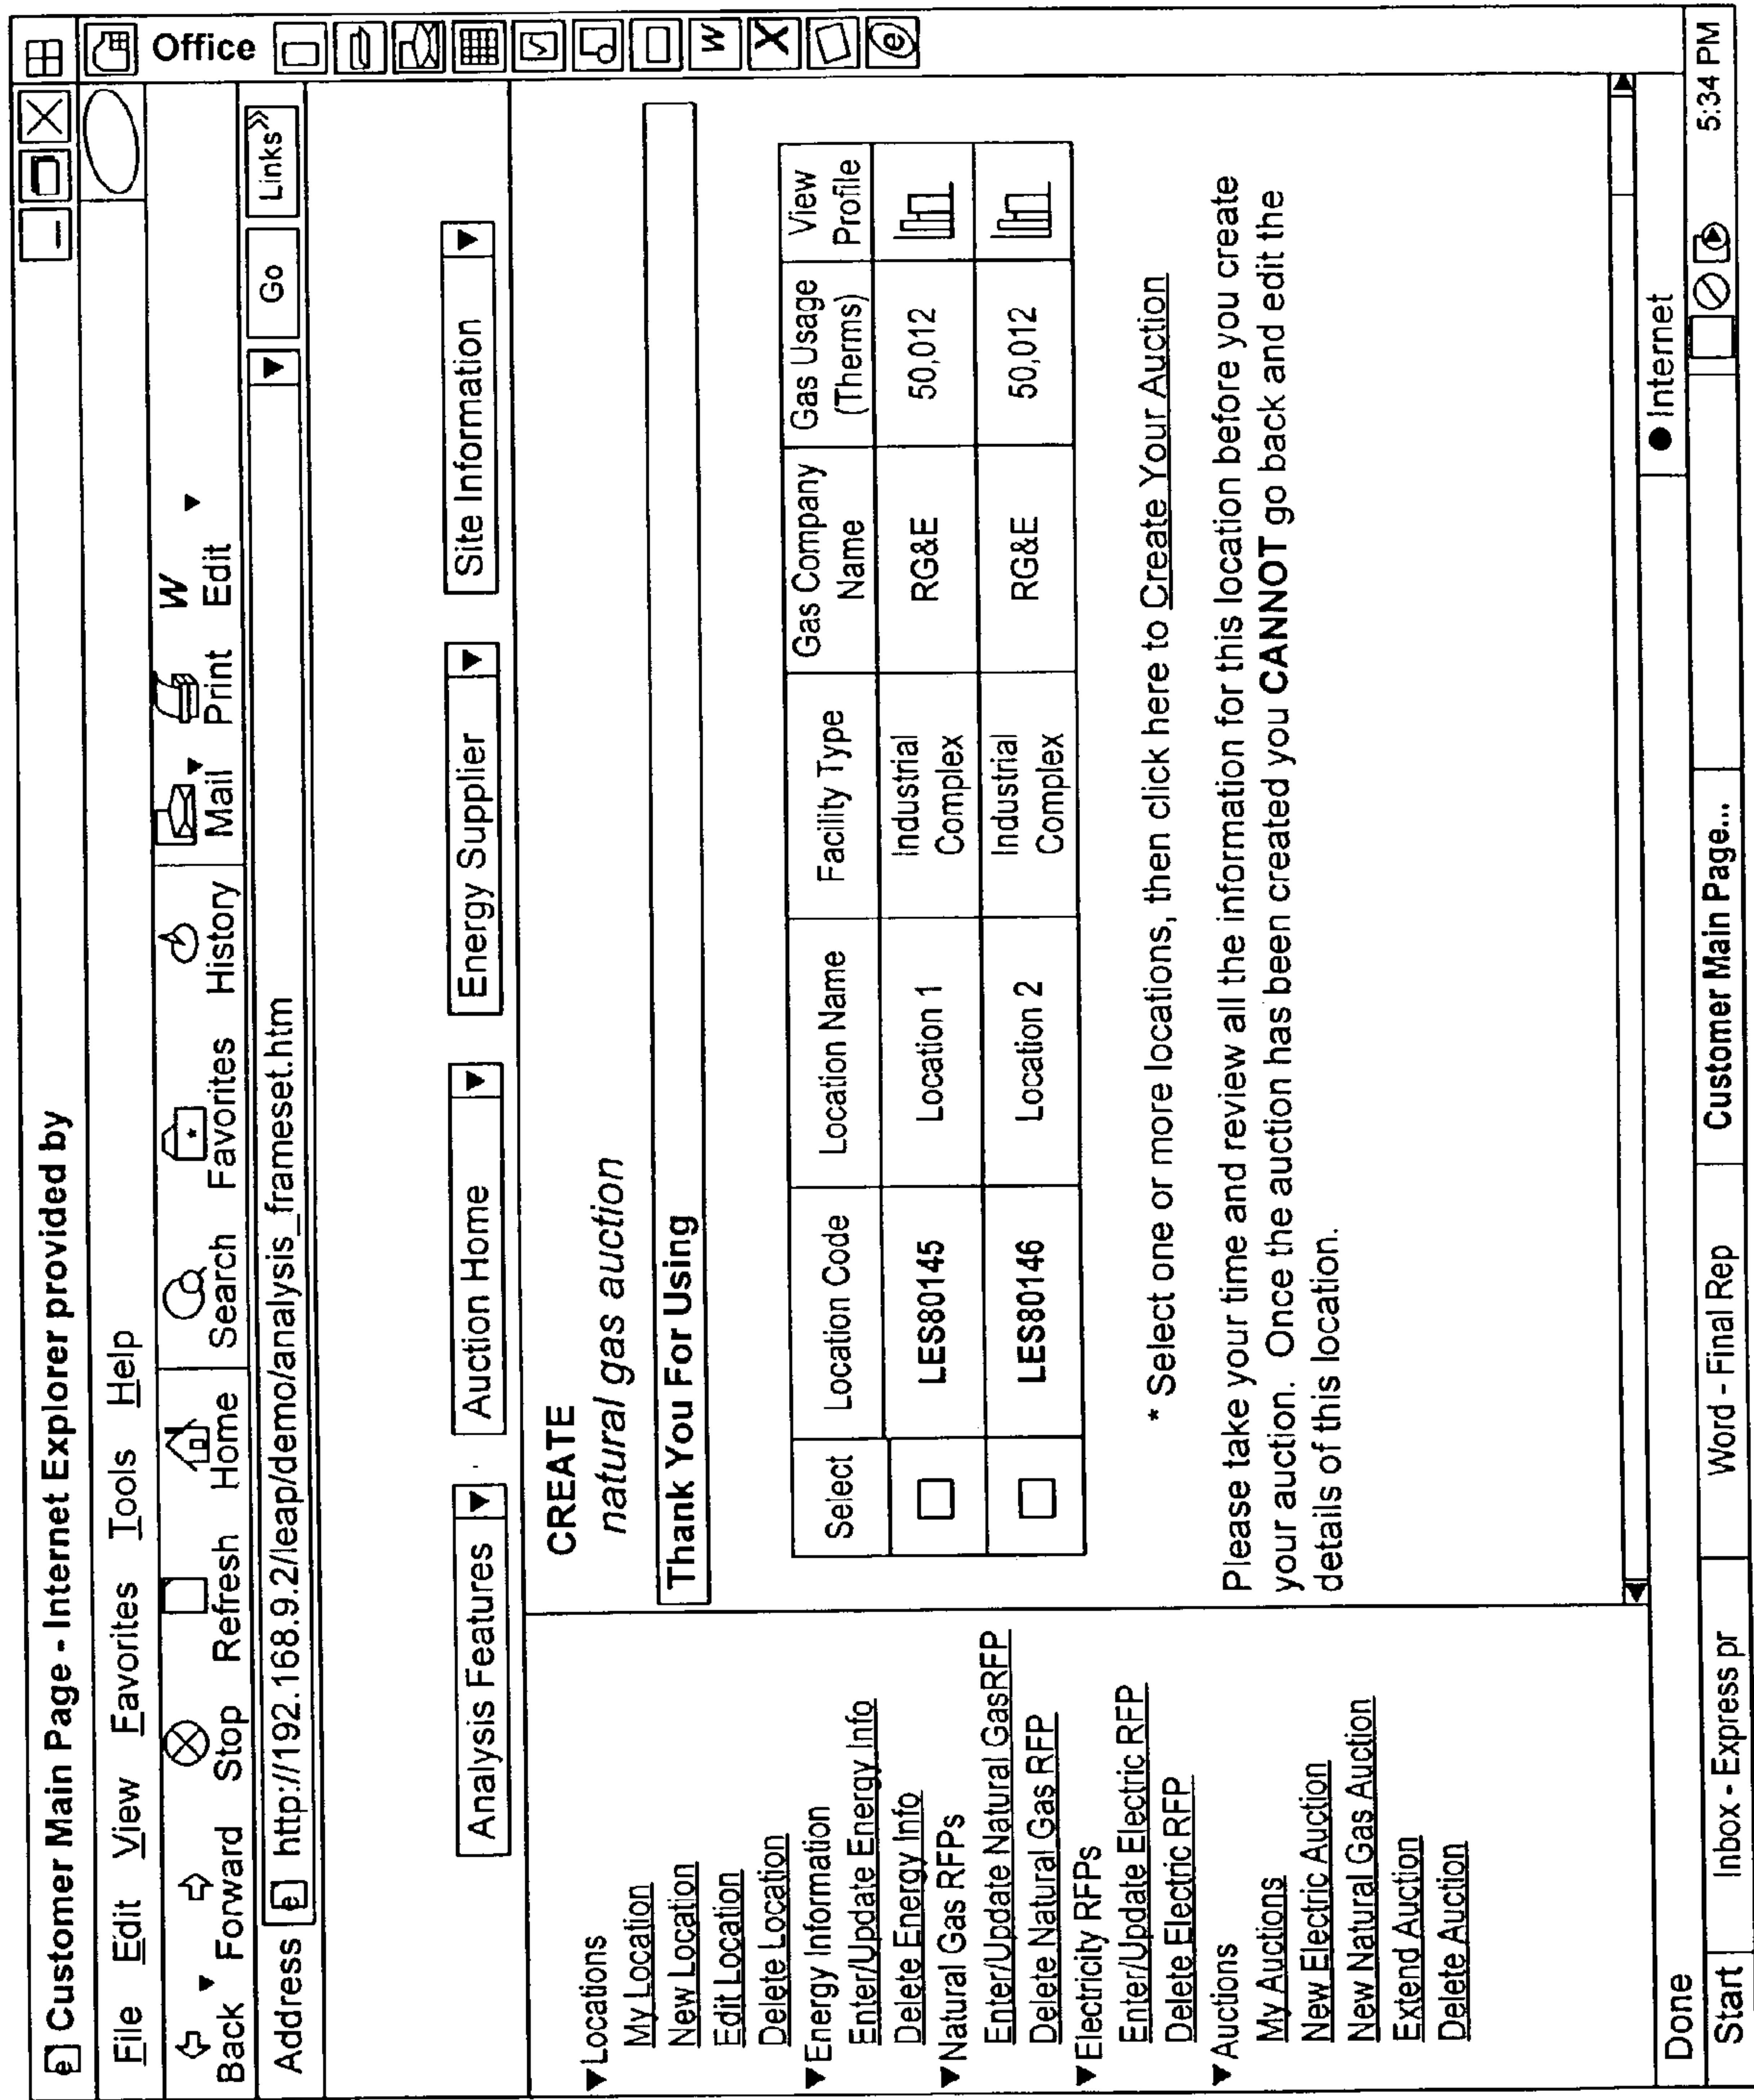 Customer Main Page - Internet Explorer provided by
File Edit View Favorites Tools Help
Back Forward Stop Refresh Home Search Favorites History Mail Print Edit
Address http://192.168.9.2/leap/demo/analysis_frameset.htm Go Links»
Office
Analysis Features Auction Home Energy Supplier Site Information
Locations
My Location
New Location
Edit Location
Delete Location
Energy Information
Enter/Update Energy Info
Delete Energy Info
Natural Gas RFPs
Enter/Update Natural GasRFP
Delete Natural Gas RFP
Electricity RFPs
Enter/Update Electric RFP
Delete Electric RFP
Auctions
My Auctions
New Electric Auction
New Natural Gas Auction
Extend Auction
Delete Auction
CREATE
natural gas auction
Thank You For Using
Select Location Code Location Name Facility Type Gas Company Name Gas Usage (Therms) View Profile
LES80145 Location 1 Industrial Complex RG&E 50,012
LES80146 Location 2 Industrial Complex RG&E 50,012
* Select one or more locations, then click here to Create Your Auction
Please take your time and review all the information for this location before you create
your auction. Once the auction has been created you CANNOT go back and edit the
details of this location.
Done Internet
Start Inbox - Express pr Word - Final Rep Customer Main Page... 5:34 PM